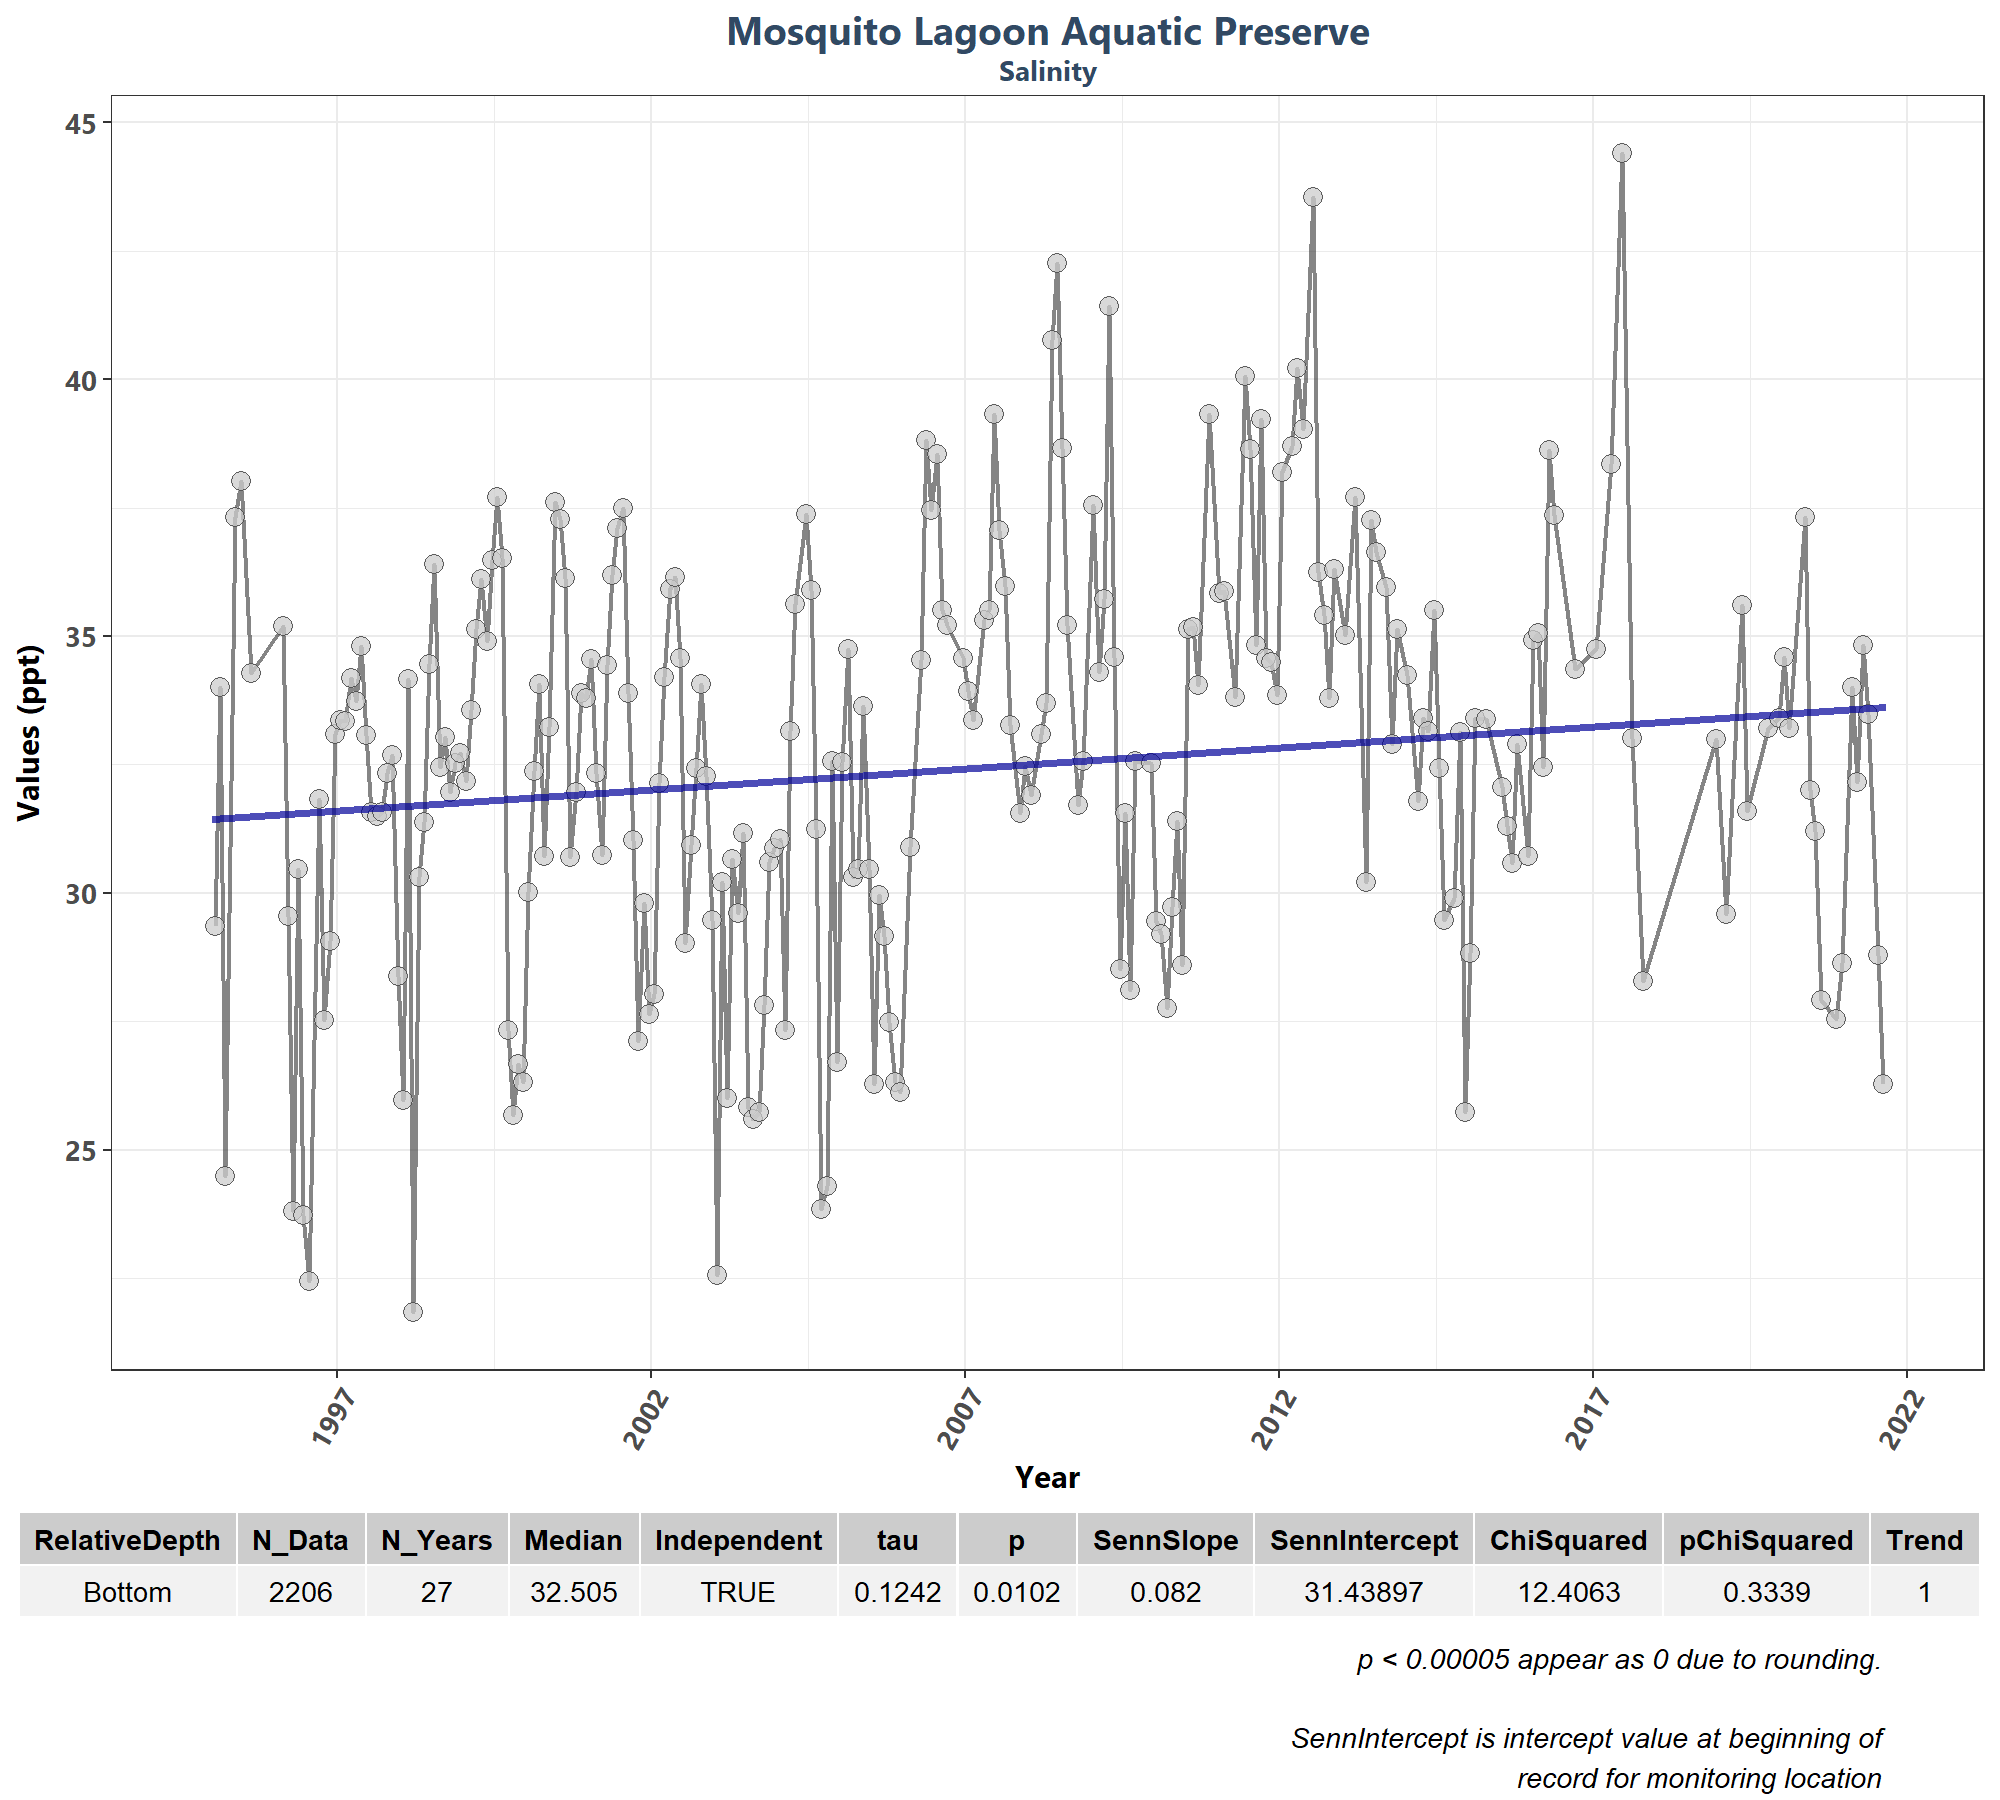 Mosquito Lagoon Aquatic Preserve
Salinity
45
40
35
30
25
Values (ppt)
1997 2002 2007 2012 2017 2022
Year
RelativeDepth N_Data N_Years Median Independent tau p SennSlope SennIntercept ChiSquared pChiSquared Trend
Bottom 2206 27 32.505 TRUE 0.1242 0.0102 0.082 31.43897 12.4063 0.3339 1
p < 0.00005 appear as 0 due to rounding.
SennIntercept is intercept value at beginning of
record for monitoring location